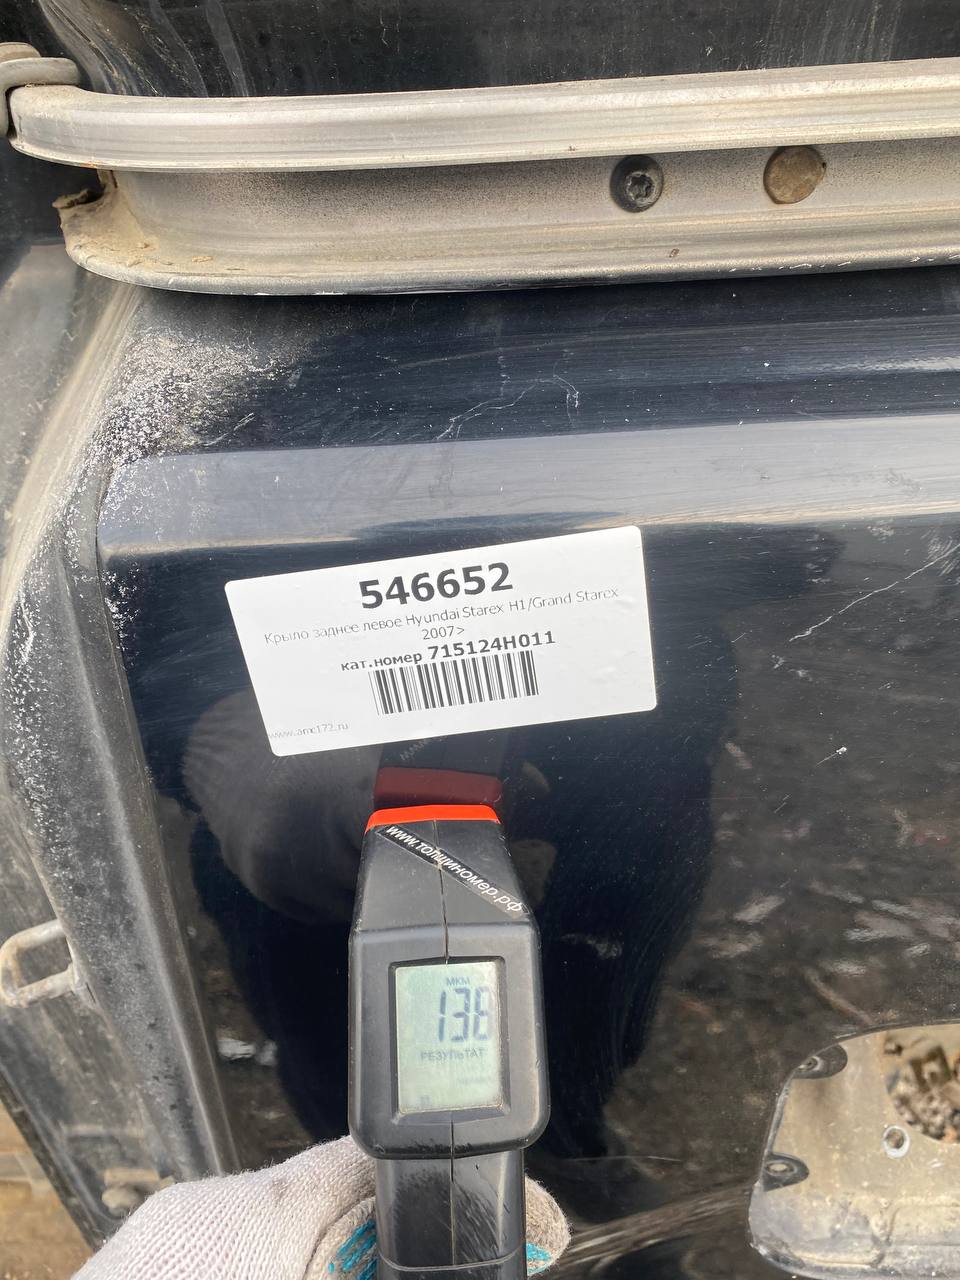 546652
Крыло заднее левое Hyundai Starex H1/Grand Starex
2007>
кат.номер 715124H011
www.amc172.ru
www.толщиномер.рф
МКМ
138
РЕЗУЛЬТАТ